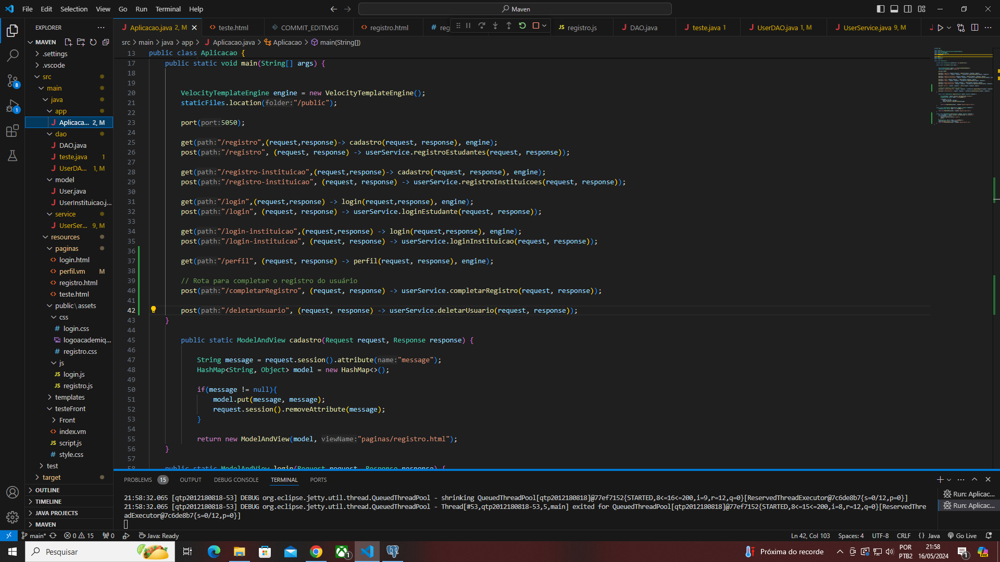 File Edit Selection View Go Run Terminal Help
Maven
EXPLORER
Aplicacao.java 2, M
teste.html
COMMIT_EDITMSG
registro.html
reg
registro.js
DAO.java
teste.java 1
UserDAO.java 1, M
UserService.java 9, M
MAVEN
src > main > java > app > Aplicacao.java > Aplicacao > main(String[])
.settings
.vscode
src
main
java
app
Aplicaca... 2, M
dao
DAO.java
teste.java 1
UserDA... 1, M
model
User.java
UserInstituicao.j...
service
UserSer... 9, M
resources
paginas
login.html
perfil.vm M
registro.html
teste.html
public\assets
css
login.css
logoacademiq...
registro.css
js
login.js
registro.js
templates
testeFront
Front
index.vm
script.js
style.css
test
target
OUTLINE
TIMELINE
JAVA PROJECTS
MAVEN
8
1
13 public class Aplicacao {
17 public static void main(String[] args) {
18
19
20 VelocityTemplateEngine engine = new VelocityTemplateEngine();
21 staticFiles.location(folder:"/public");
22
23 port(port:5050);
24
25 get(path:"/registro",(request,response)-> cadastro(request, response), engine);
26 post(path:"/registro", (request, response) -> userService.registroEstudantes(request, response));
27
28 get(path:"/registro-instituicao",(request,response)-> cadastro(request, response), engine);
29 post(path:"/registro-instituicao", (request, response) -> userService.registroInstituicoes(request, response));
30
31 get(path:"/login",(request,response) -> login(request,response), engine);
32 post(path:"/login", (request, response) -> userService.loginEstudante(request, response));
33
34 get(path:"/login-instituicao",(request,response) -> login(request,response), engine);
35 post(path:"/login-instituicao", (request, response) -> userService.loginInstituicao(request, response));
36
37 get(path:"/perfil", (request, response) -> perfil(request, response), engine);
38
39 // Rota para completar o registro do usuário
40 post(path:"/completarRegistro", (request, response) -> userService.completarRegistro(request, response));
41
42 post(path:"/deletarUsuario", (request, response) -> userService.deletarUsuario(request, response));
43 }
44
45 public static ModelAndView cadastro(Request request, Response response) {
46
47 String message = request.session().attribute(name:"message");
48 HashMap<String, Object> model = new HashMap<>();
49
50 if(message != null){
51 model.put(message, message);
52 request.session().removeAttribute(message);
53 }
54
55 return new ModelAndView(model, viewName:"paginas/registro.html");
56 }
57
58 public static ModelAndView login(Request request, Response response) {
PROBLEMS 15 OUTPUT DEBUG CONSOLE TERMINAL PORTS
21:58:32.065 [qtp2012180818-53] DEBUG org.eclipse.jetty.util.thread.QueuedThreadPool - shrinking QueuedThreadPool[qtp2012180818]@77ef7152{STARTED,8<=16<=200,i=9,r=12,q=0}[ReservedThreadExecutor@7c6de8b7{s=0/12,p=0}]
21:58:32.065 [qtp2012180818-53] DEBUG org.eclipse.jetty.util.thread.QueuedThreadPool - Thread[#53,qtp2012180818-53,5,main] exited for QueuedThreadPool[qtp2012180818]@77ef7152{STARTED,8<=15<=200,i=8,r=12,q=0}[ReservedThre
adExecutor@7c6de8b7{s=0/12,p=0}]
Run: Aplicac...
Run: Aplicac...
main* 0 15 0 Java: Ready
Ln 42, Col 103 Spaces: 4 UTF-8 CRLF {} Java Go Live
Pesquisar
1
Próxima do recorde
POR
PTB2
21:58
16/05/2024
1
PRE